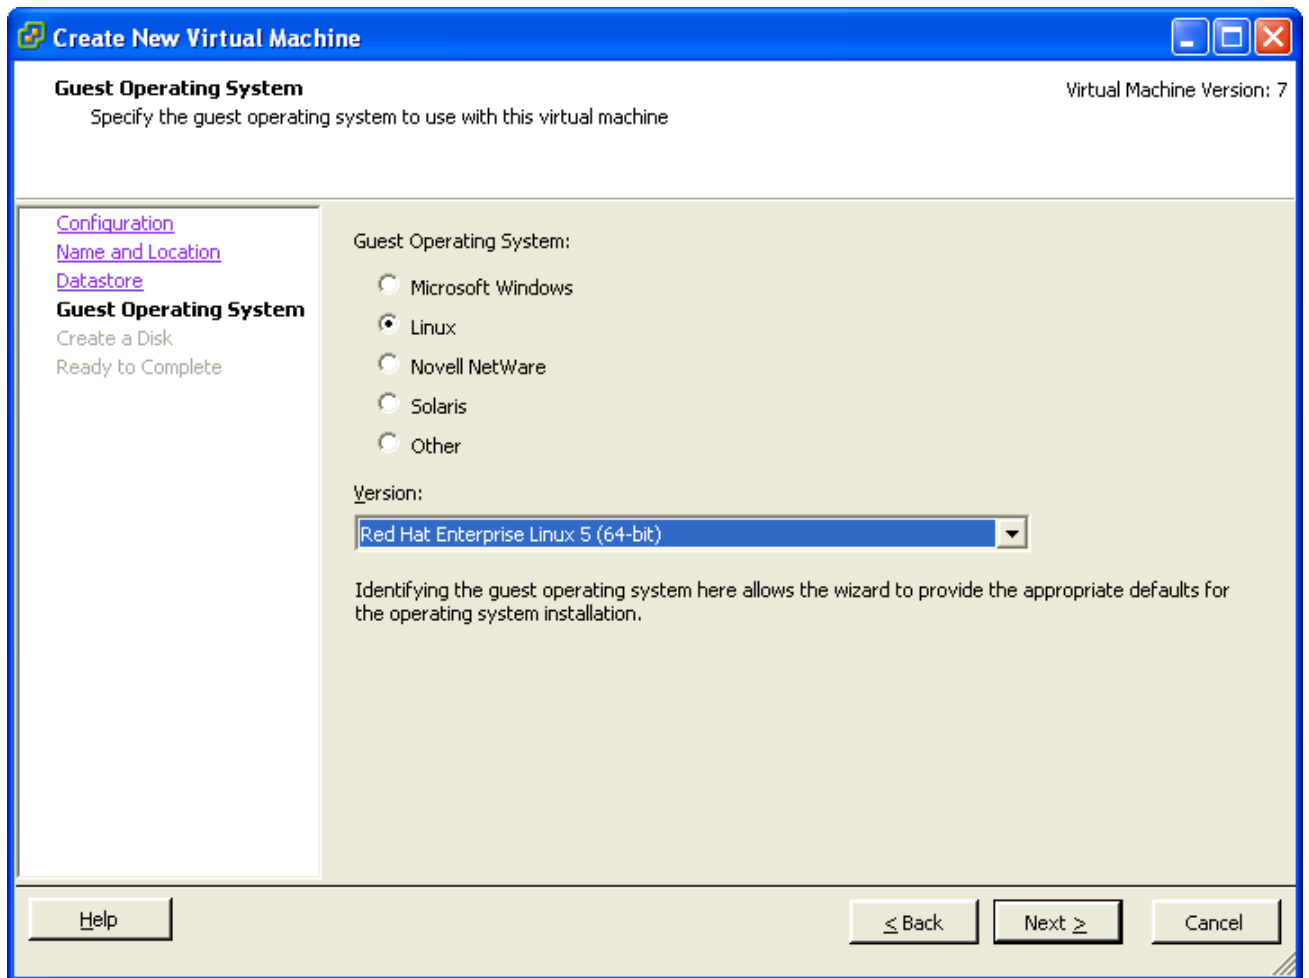 Create New Virtual Machine
Guest Operating System
Virtual Machine Version: 7
Specify the guest operating system to use with this virtual machine
Configuration
Name and Location
Datastore
Guest Operating System
Create a Disk
Ready to Complete
Guest Operating System:
Microsoft Windows
Linux
Novell NetWare
Solaris
Other
Version:
Red Hat Enterprise Linux 5 (64-bit)
Identifying the guest operating system here allows the wizard to provide the appropriate defaults for
the operating system installation.
Help
< Back
Next >
Cancel